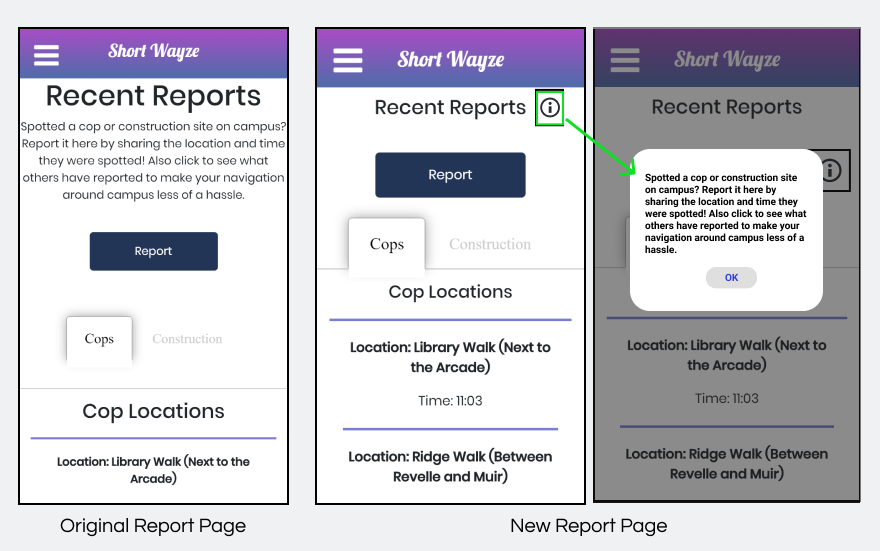 Short Wayze
Recent Reports
Spotted a cop or construction site on campus?
Report it here by sharing the location and time
they were spotted! Also click to see what
others have reported to make your navigation
around campus less of a hassle.
Report
Cops
Construction
Cop Locations
Location: Library Walk (Next to the
Arcade)
Original Report Page
Short Wayze
Recent Reports
Report
Cops
Construction
Cop Locations
Location: Library Walk (Next to
the Arcade)
Time: 11:03
Location: Ridge Walk (Between
Revelle and Muir)
Short Wayze
Recent Reports
Spotted a cop or construction site
on campus? Report it here by
sharing the location and time they
were spotted! Also click to see what
others have reported to make your
navigation around campus less of a
hassle.
OK
Location: Library Walk (Next to
the Arcade)
Time: 11:03
Location: Ridge Walk (Between
Revelle and Muir)
New Report Page